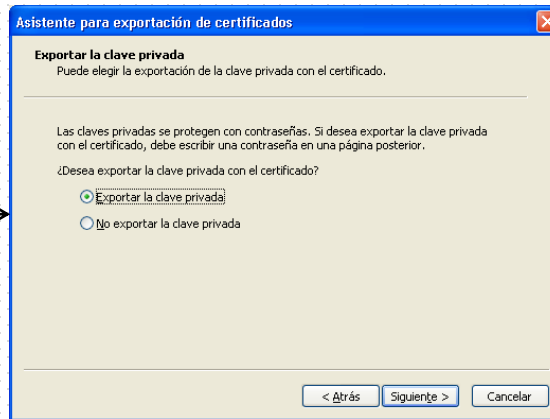 Asistente para exportación de certificados
Exportar la clave privada
Puede elegir la exportación de la clave privada con el certificado.
Las claves privadas se protegen con contraseñas. Si desea exportar la clave privada
con el certificado, debe escribir una contraseña en una página posterior.
¿Desea exportar la clave privada con el certificado?
Exportar la clave privada
No exportar la clave privada
< Atrás Siguiente > Cancelar